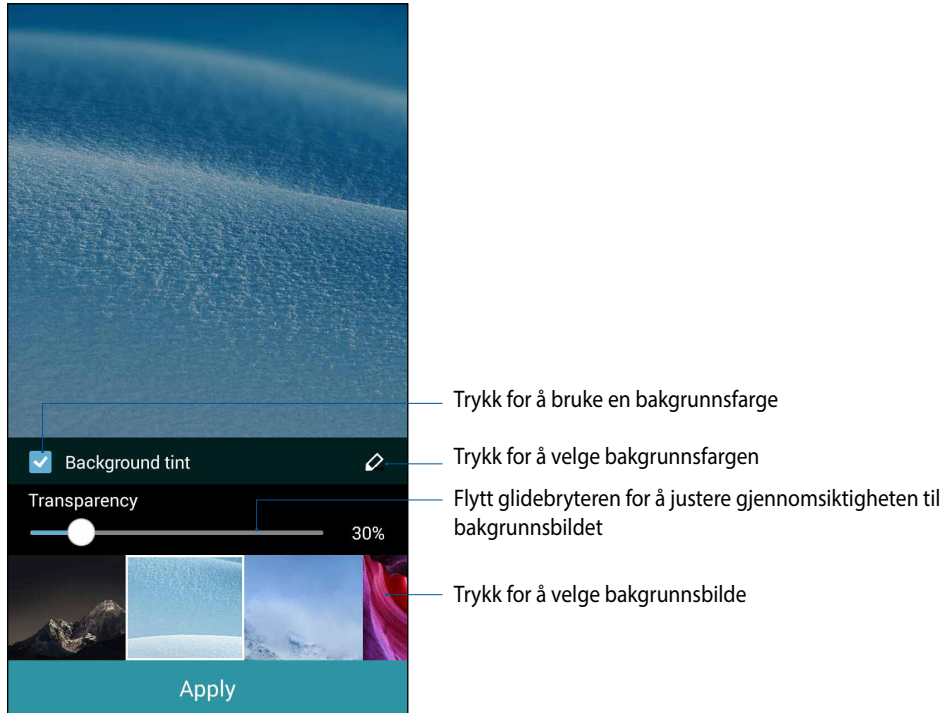 Trykk for å bruke en bakgrunnsfarge
Background tint
Trykk for å velge bakgrunnsfargen
Transparency
Flytt glidebryteren for å justere gjennomsiktigheten til
bakgrunnsbildet
30%
Trykk for å velge bakgrunnsbilde
Apply